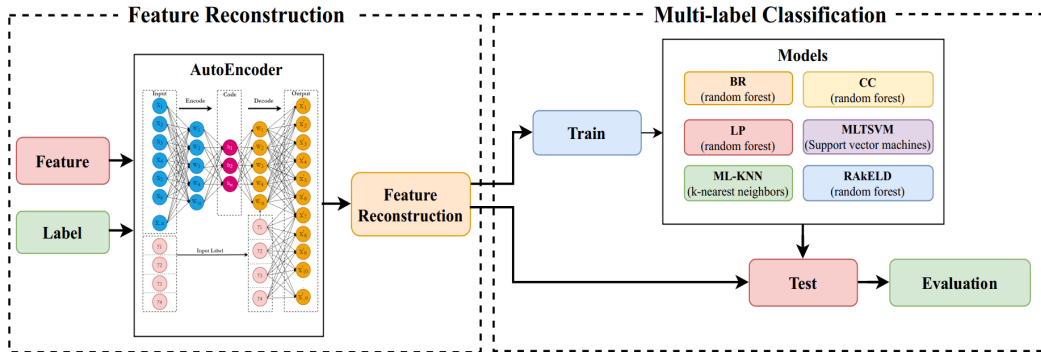 Feature Reconstruction
Multi-label Classification
AutoEncoder
Input
Encode
Code
Decode
Output
Feature
Label
Input Label
Feature
Reconstruction
Train
Models
BR
(random forest)
CC
(random forest)
LP
(random forest)
MLTSVM
(Support vector machines)
ML-KNN
(k-nearest neighbors)
RAkELD
(random forest)
Test
Evaluation